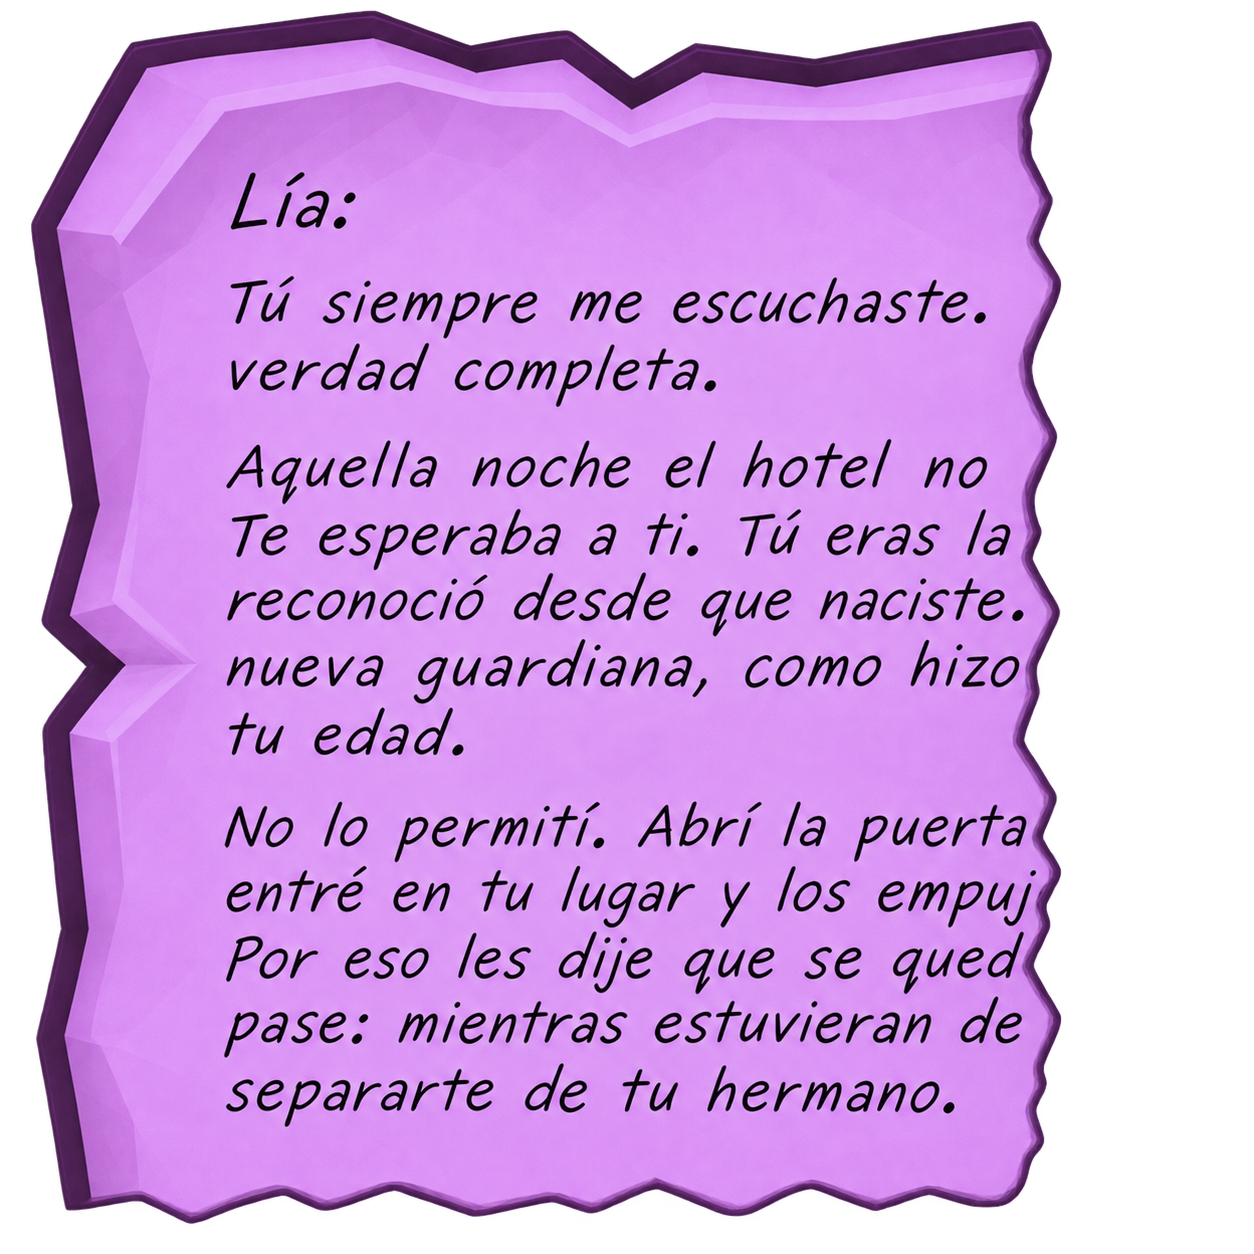 Lía:
Tú siempre me escuchaste.
verdad completa.
Aquella noche el hotel no
Te esperaba a ti. Tú eras la
reconoció desde que naciste.
nueva guardiana, como hizo
tu edad.
No lo permití. Abrí la puerta
entré en tu lugar y los empuj
Por eso les dije que se qued
pase: mientras estuvieran de
separarte de tu hermano.